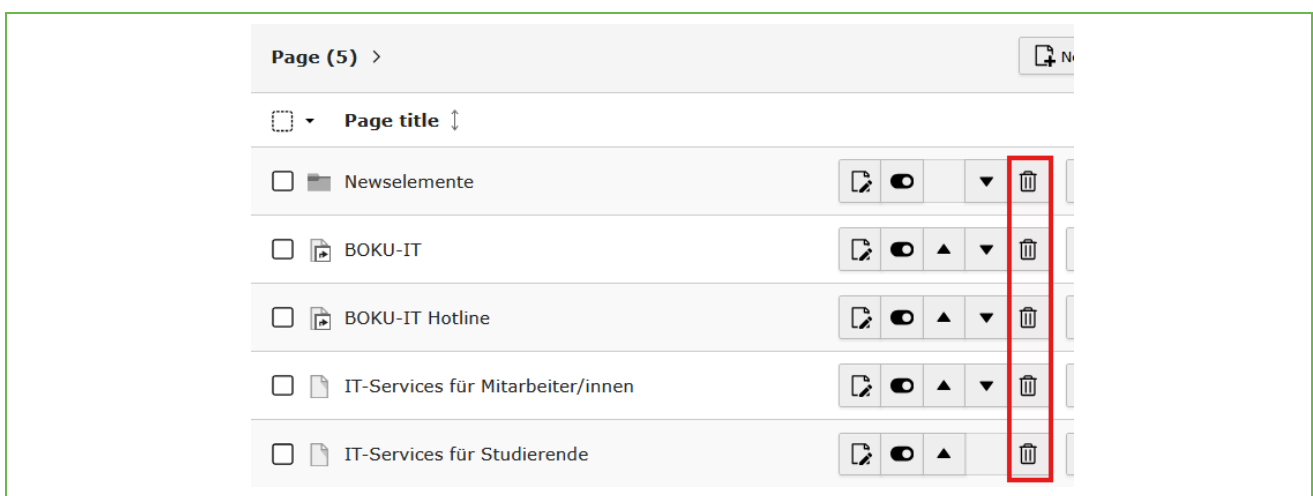 Page (5) >
Page title
Newselemente
BOKU-IT
BOKU-IT Hotline
IT-Services für Mitarbeiter/innen
IT-Services für Studierende